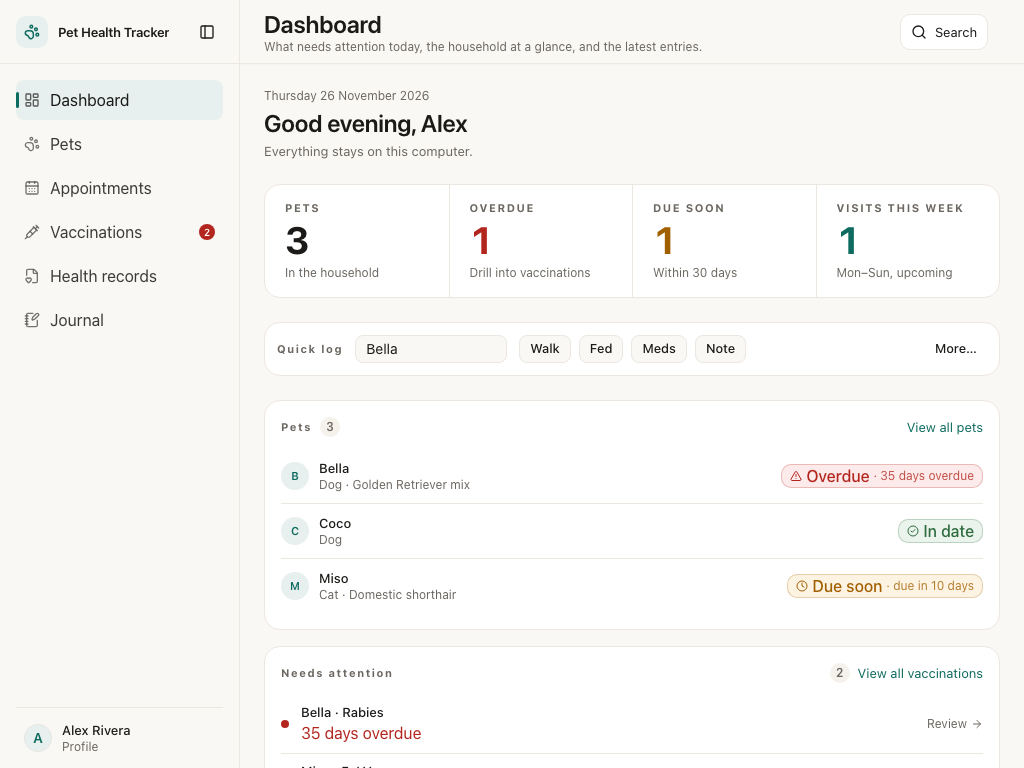 Pet Health Tracker
Dashboard
Pets
Appointments
Vaccinations 2
Health records
Journal
A
Alex Rivera
Profile
Dashboard
What needs attention today, the household at a glance, and the latest entries.
Search
Thursday 26 November 2026
Good evening, Alex
Everything stays on this computer.
PETS
3
In the household
OVERDUE
1
Drill into vaccinations
DUE SOON
1
Within 30 days
VISITS THIS WEEK
1
Mon–Sun, upcoming
Quick log Bella Walk Fed Meds Note More…
Pets 3 View all pets
B
Bella
Dog · Golden Retriever mix
Overdue · 35 days overdue
C
Coco
Dog
In date
M
Miso
Cat · Domestic shorthair
Due soon · due in 10 days
Needs attention 2 View all vaccinations
Bella · Rabies
35 days overdue
Review →